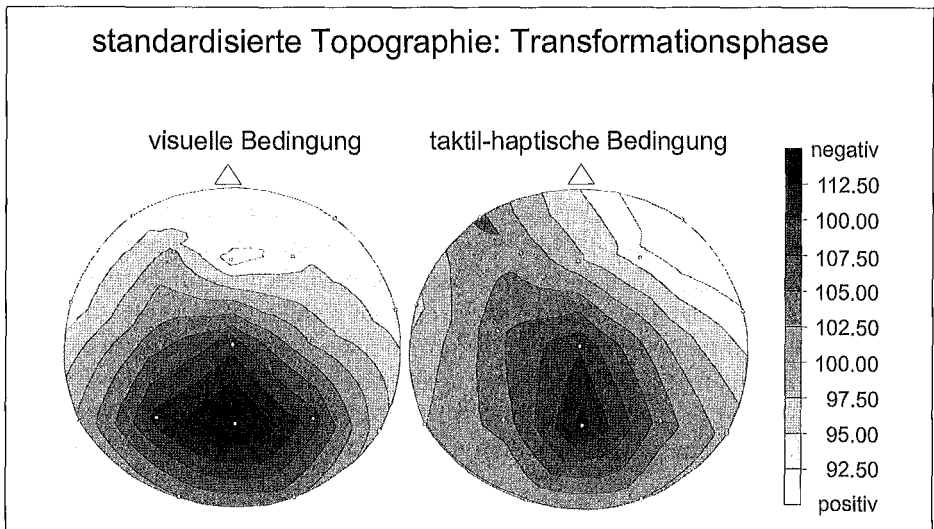 standardisierte Topographie: Transformationsphase
visuelle Bedingung
taktil-haptische Bedingung
negativ
112.50
100.00
107.50
105.00
102.50
100.00
97.50
95.00
92.50
positiv